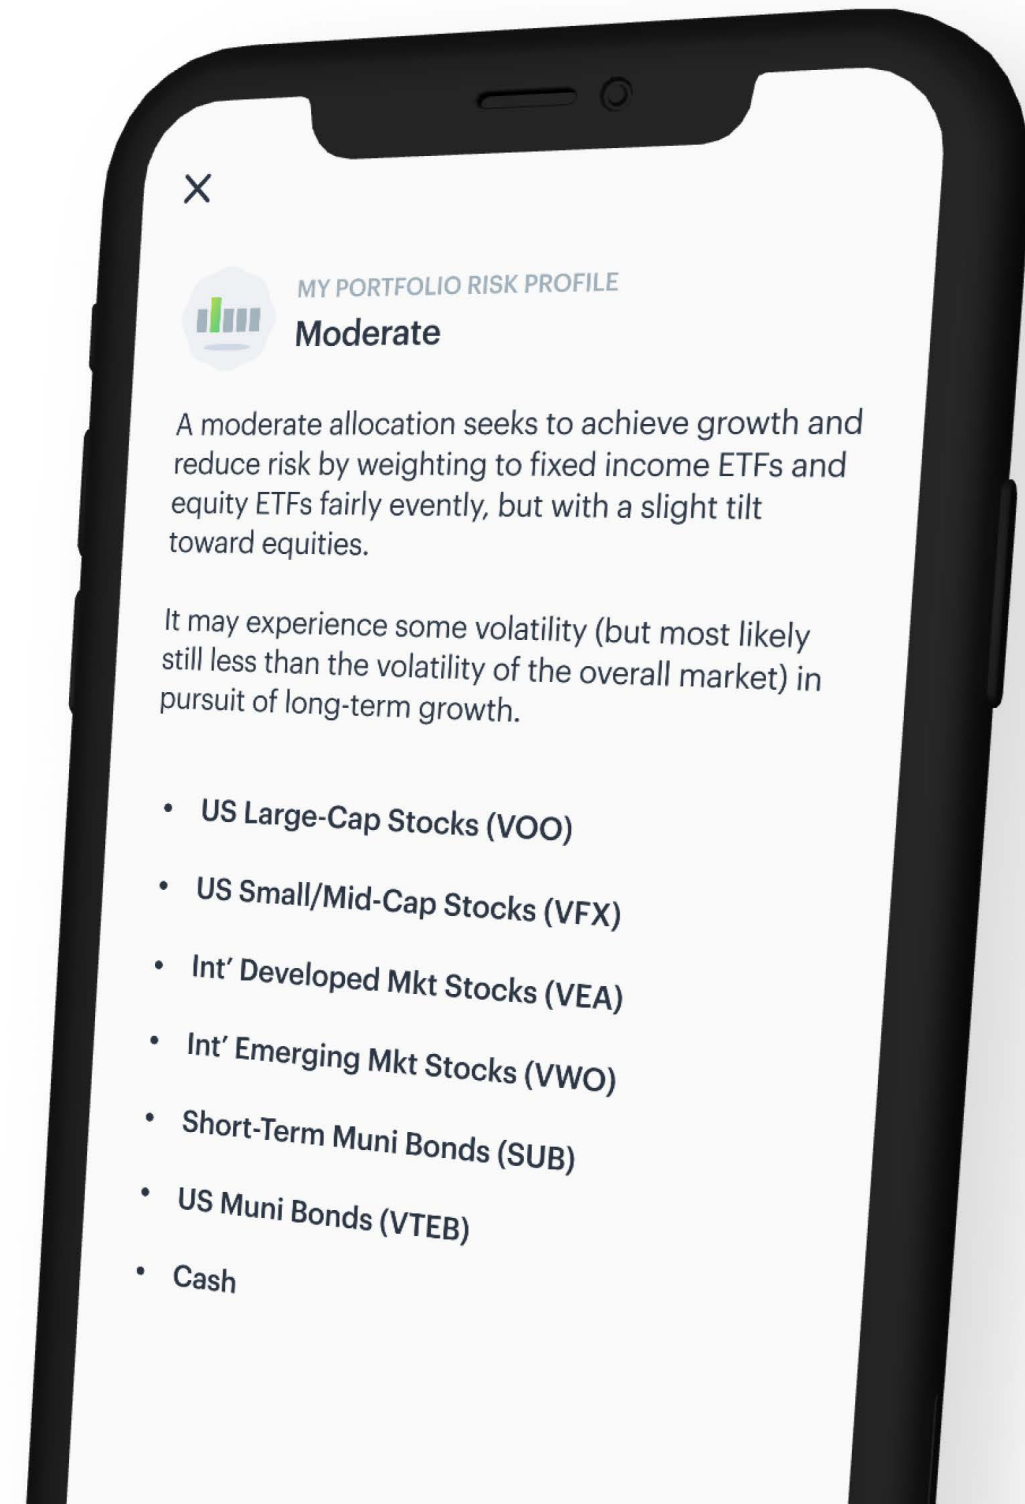 MY PORTFOLIO RISK PROFILE
Moderate
A moderate allocation seeks to achieve growth and
reduce risk by weighting to fixed income ETFs and
equity ETFs fairly evently, but with a slight tilt
toward equities.
It may experience some volatility (but most likely
still less than the volatility of the overall market) in
pursuit of long-term growth.
• US Large-Cap Stocks (VOO)
• US Small/Mid-Cap Stocks (VFX)
• Int’ Developed Mkt Stocks (VEA)
• Int’ Emerging Mkt Stocks (VWO)
• Short-Term Muni Bonds (SUB)
• US Muni Bonds (VTEB)
• Cash